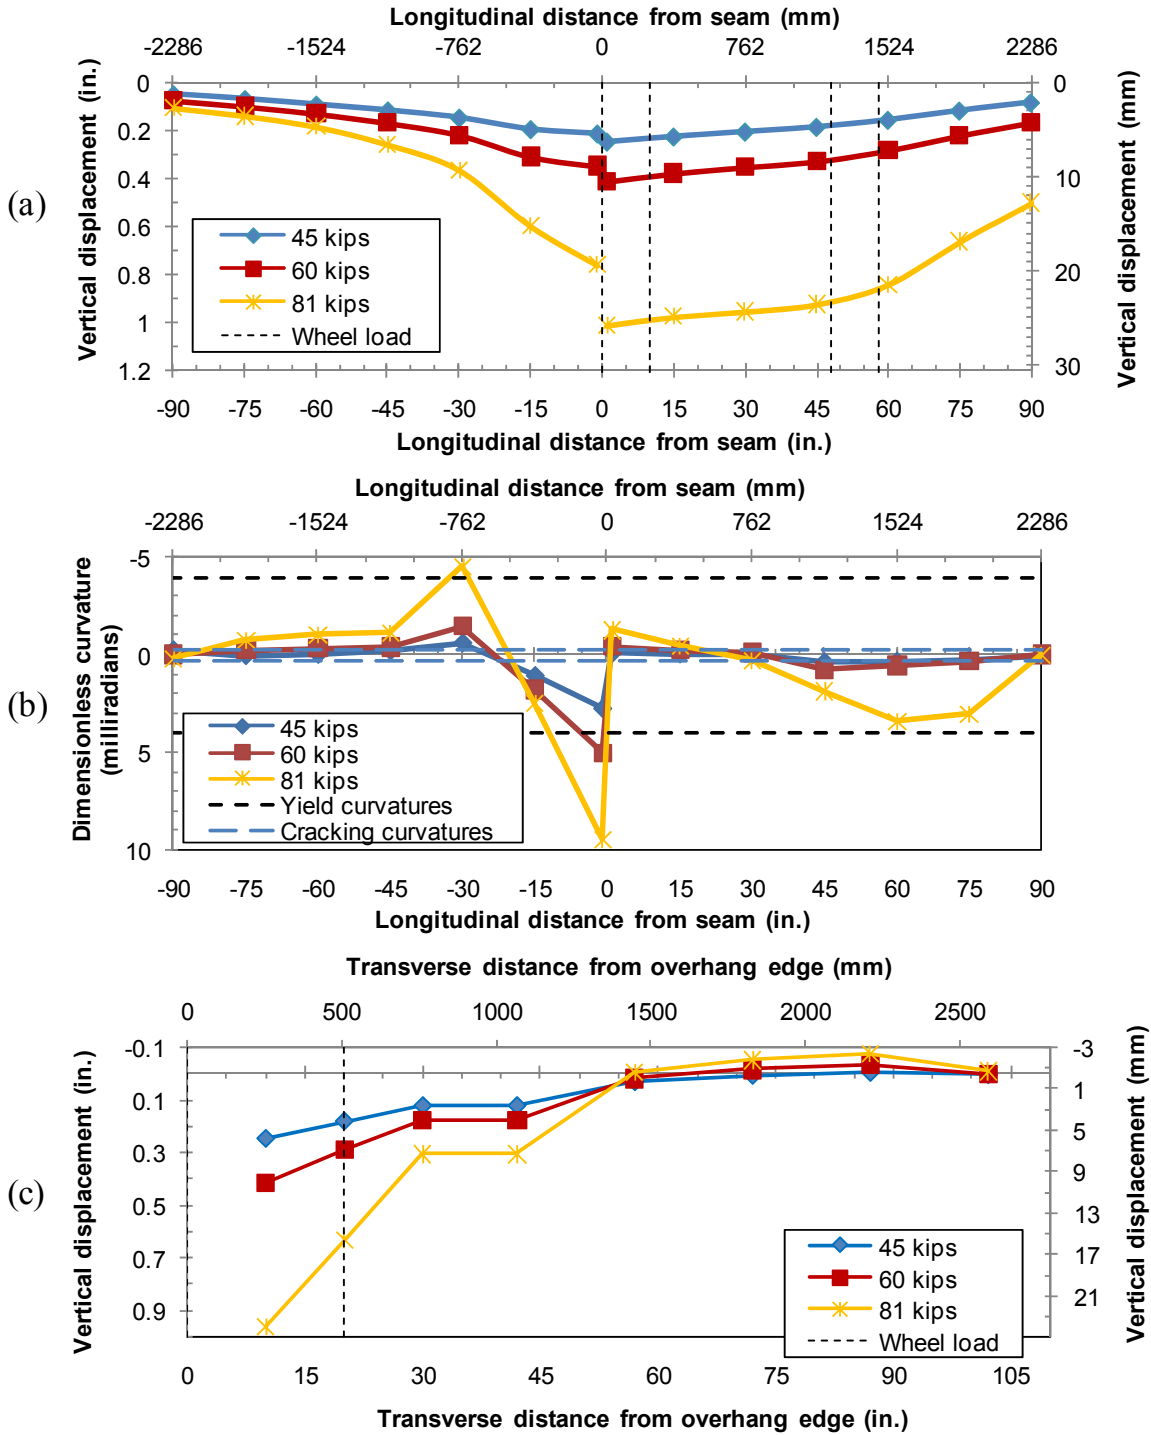 Longitudinal distance from seam (mm)
-2286 -1524 -762 0 762 1524 2286
(a)
Vertical displacement (in.)
0
0.2
0.4
0.6
0.8
1
1.2
45 kips
60 kips
81 kips
Wheel load
0
10
20
30
Vertical displacement (mm)
-90 -75 -60 -45 -30 -15 0 15 30 45 60 75 90
Longitudinal distance from seam (in.)
Longitudinal distance from seam (mm)
-2286 -1524 -762 0 762 1524 2286
(b)
Dimensionless curvature
(milliradians)
-5
0
5
10
45 kips
60 kips
81 kips
Yield curvatures
Cracking curvatures
-90 -75 -60 -45 -30 -15 0 15 30 45 60 75 90
Longitudinal distance from seam (in.)
Transverse distance from overhang edge (mm)
0 500 1000 1500 2000 2500
(c)
Vertical displacement (in.)
-0.1
0.1
0.3
0.5
0.7
0.9
-3
1
5
9
13
17
21
Vertical displacement (mm)
45 kips
60 kips
81 kips
Wheel load
0 15 30 45 60 75 90 105
Transverse distance from overhang edge (in.)